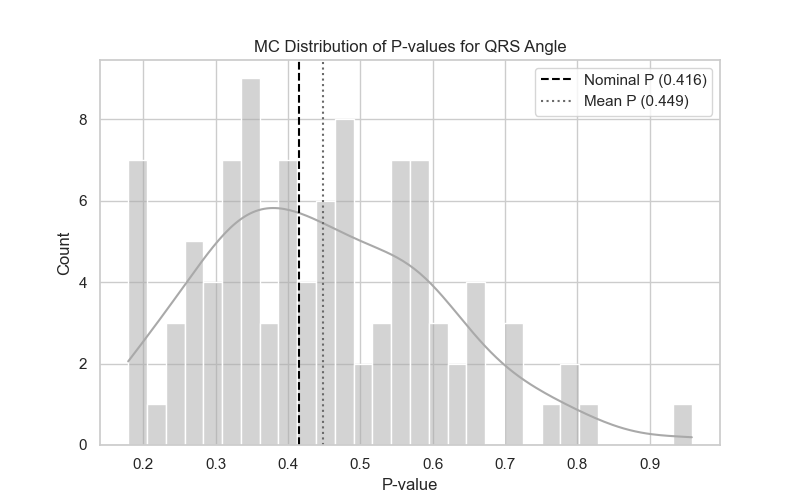 MC Distribution of P-values for QRS Angle
Nominal P (0.416)
Mean P (0.449)
Count
8
6
4
2
0
0.2 0.3 0.4 0.5 0.6 0.7 0.8 0.9
P-value